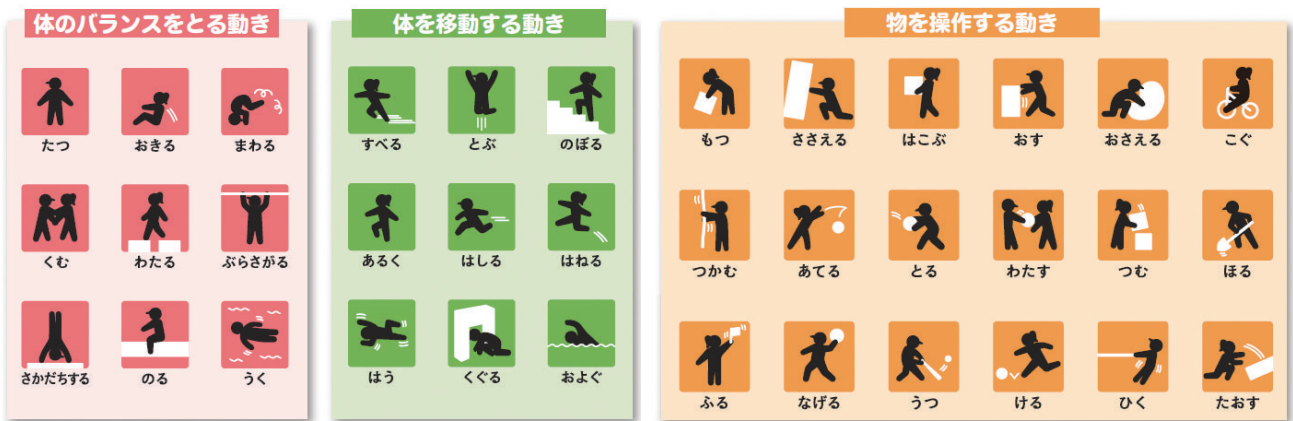 体のバランスをとる動き
たつ
おきる
まわる
くむ
わたる
ぶらさがる
さかだちする
のる
うく
体を移動する動き
すべる
とぶ
のぼる
あるく
はしる
はねる
はう
くぐる
およぐ
物を操作する動き
もつ
ささえる
はこぶ
おす
おさえる
こぐ
つかむ
あてる
とる
わたす
つむ
ほる
ふる
なげる
うつ
ける
ひく
たおす